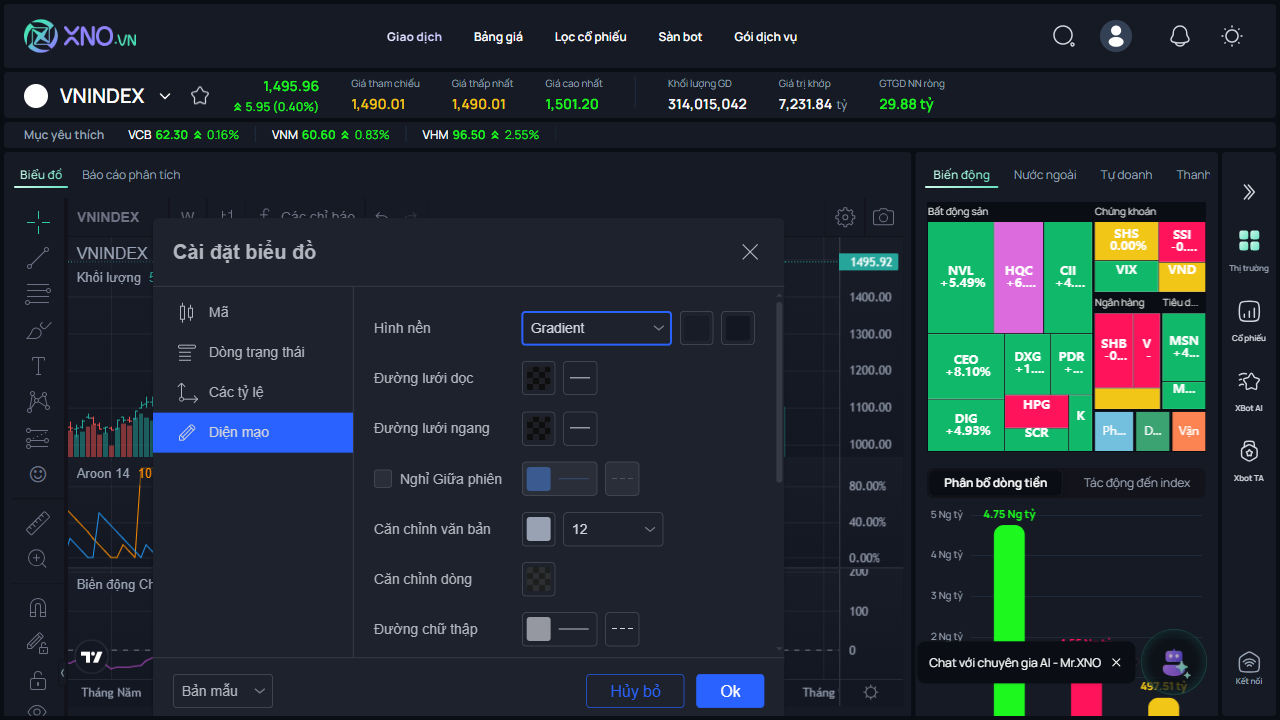 XNO.VN
Giao dịch
Bảng giá
Lọc cổ phiếu
Sàn bot
Gói dịch vụ
VNINDEX
1,495.96
5.95 (0.40%)
Giá tham chiếu
1,490.01
Giá thấp nhất
1,490.01
Giá cao nhất
1,501.20
Khối lượng GD
314,015,042
Giá trị khớp
7,231.84 tỷ
GTGD NN ròng
29.88 tỷ
Mục yêu thích
VCB 62.30 0.16%
VNM 60.60 0.83%
VHM 96.50 2.55%
Biểu đồ
Báo cáo phân tích
VNINDEX
W
Các chỉ báo
VNINDEX
Khối lượng
1495.92
1400.00
1300.00
1200.00
1100.00
1000.00
Aroon 14
80.00%
40.00%
0.00%
Biên động Ch
200
100
0
Tháng Năm
Tháng
Cài đặt biểu đồ
Mã
Dòng trạng thái
Các tỷ lệ
Diện mạo
Hình nền
Gradient
Đường lưới dọc
Đường lưới ngang
Nghỉ Giữa phiên
Căn chỉnh văn bản
12
Căn chỉnh dòng
Đường chữ thập
Bản mẫu
Hủy bỏ
Ok
Biến động
Nước ngoài
Tự doanh
Thanh
Bất động sản
NVL
+5.49%
HQC
+6....
CII
+4....
CEO
+8.10%
DXG
+1....
PDR
+...
DIG
+4.93%
HPG
SCR
K
Chứng khoán
SHS
0.00%
SSI
-0....
VIX
VND
Ngân hàng
SHB
-0...
V
-
Tiêu d...
MSN
+4...
M...
Ph...
D...
Vận
Phân bổ dòng tiền
Tác động đến index
5 Ng tỷ
4 Ng tỷ
3 Ng tỷ
2 Ng tỷ
4.75 Ng tỷ
497.51 tỷ
Chat với chuyên gia AI - Mr.XNO
Thị trường
Cổ phiếu
XBot AI
Xbot TA
Kết nối